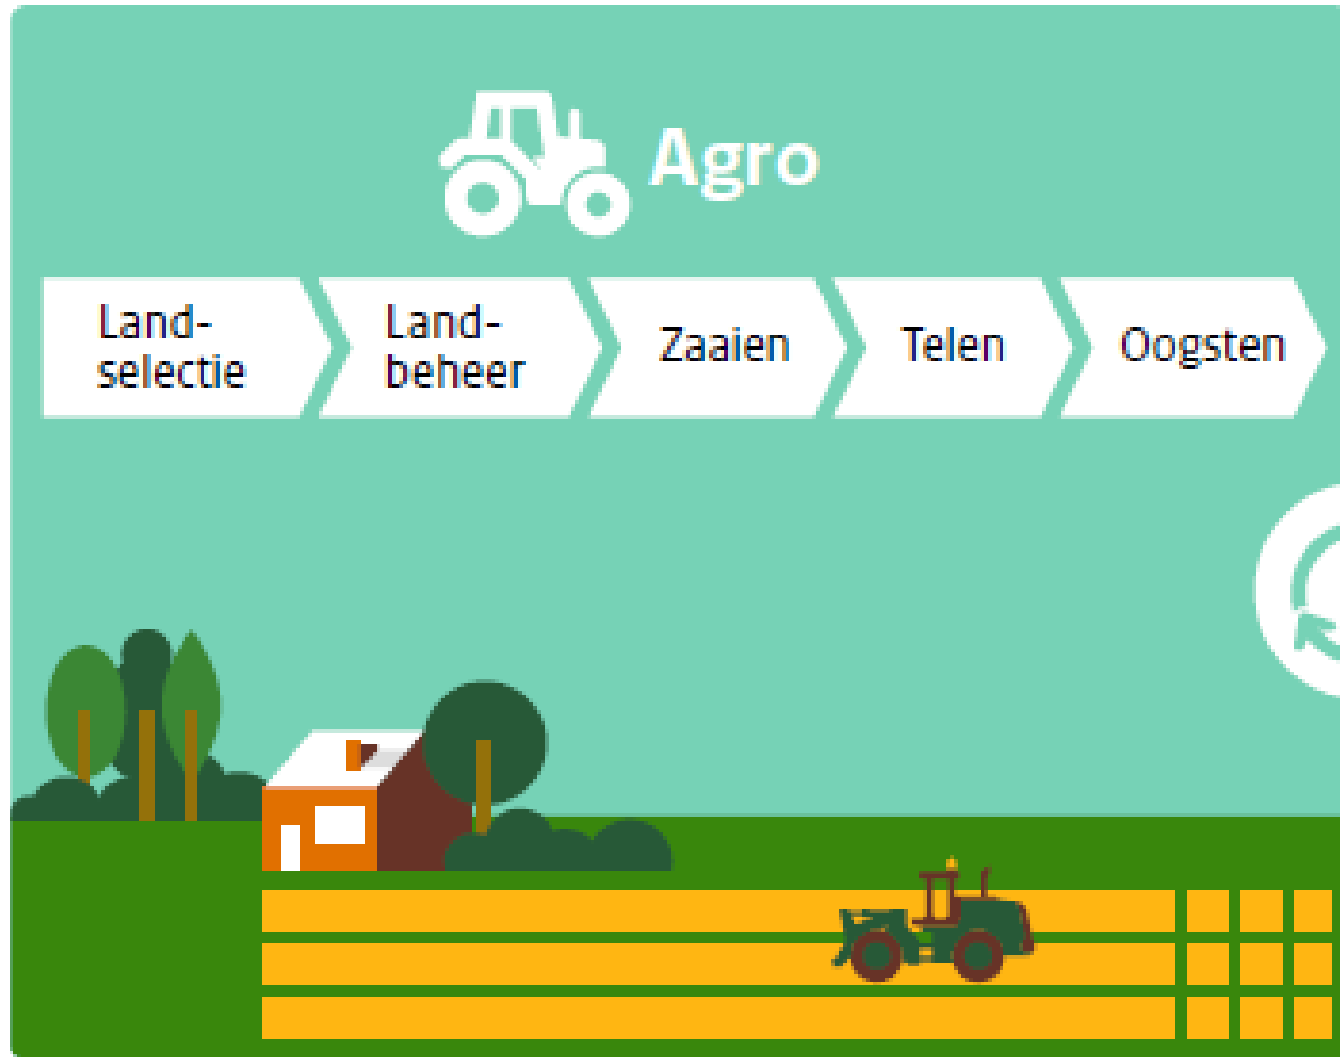 Agro
Land-
selectie
Land-
beheer
Zaaien
Telen
Oogsten